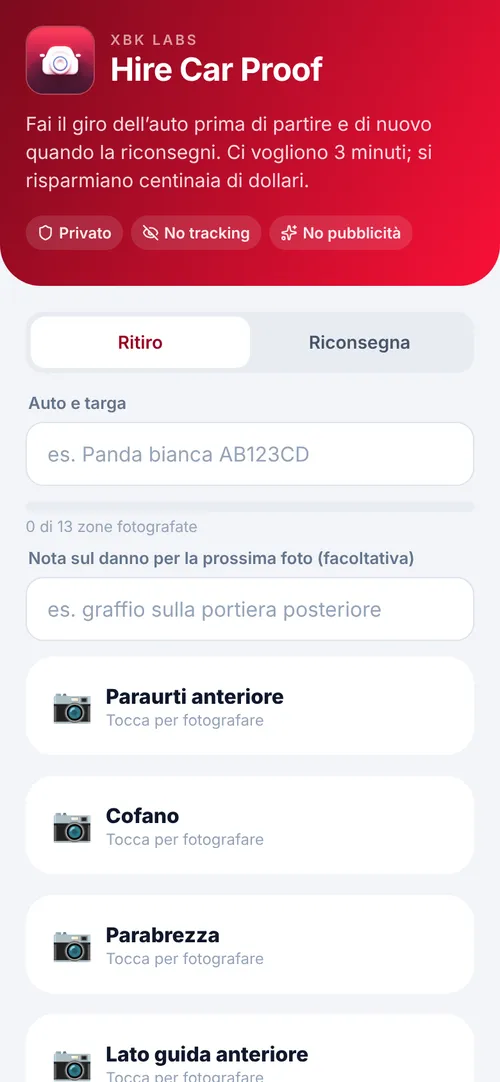 XBK LABS
Hire Car Proof
Fai il giro dell’auto prima di partire e di nuovo
quando la riconsegni. Ci vogliono 3 minuti; si
risparmiano centinaia di dollari.
Privato
No tracking
No pubblicità
Ritiro
Riconsegna
Auto e targa
es. Panda bianca AB123CD
0 di 13 zone fotografate
Nota sul danno per la prossima foto (facoltativa)
es. graffio sulla portiera posteriore
Paraurti anteriore
Tocca per fotografare
Cofano
Tocca per fotografare
Parabrezza
Tocca per fotografare
Lato guida anteriore
Tocca per fotografare